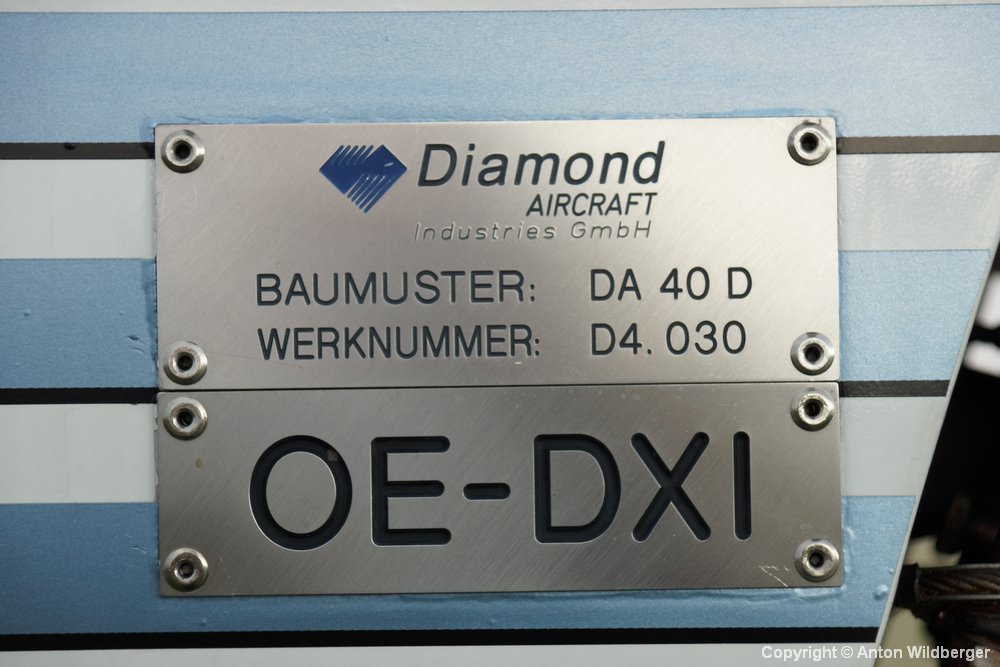 Diamond
AIRCRAFT
Industries GmbH
BAUMUSTER: DA 40 D
WERKNUMMER: D4. 030
OE-DXI
Copyright © Anton Wildberger